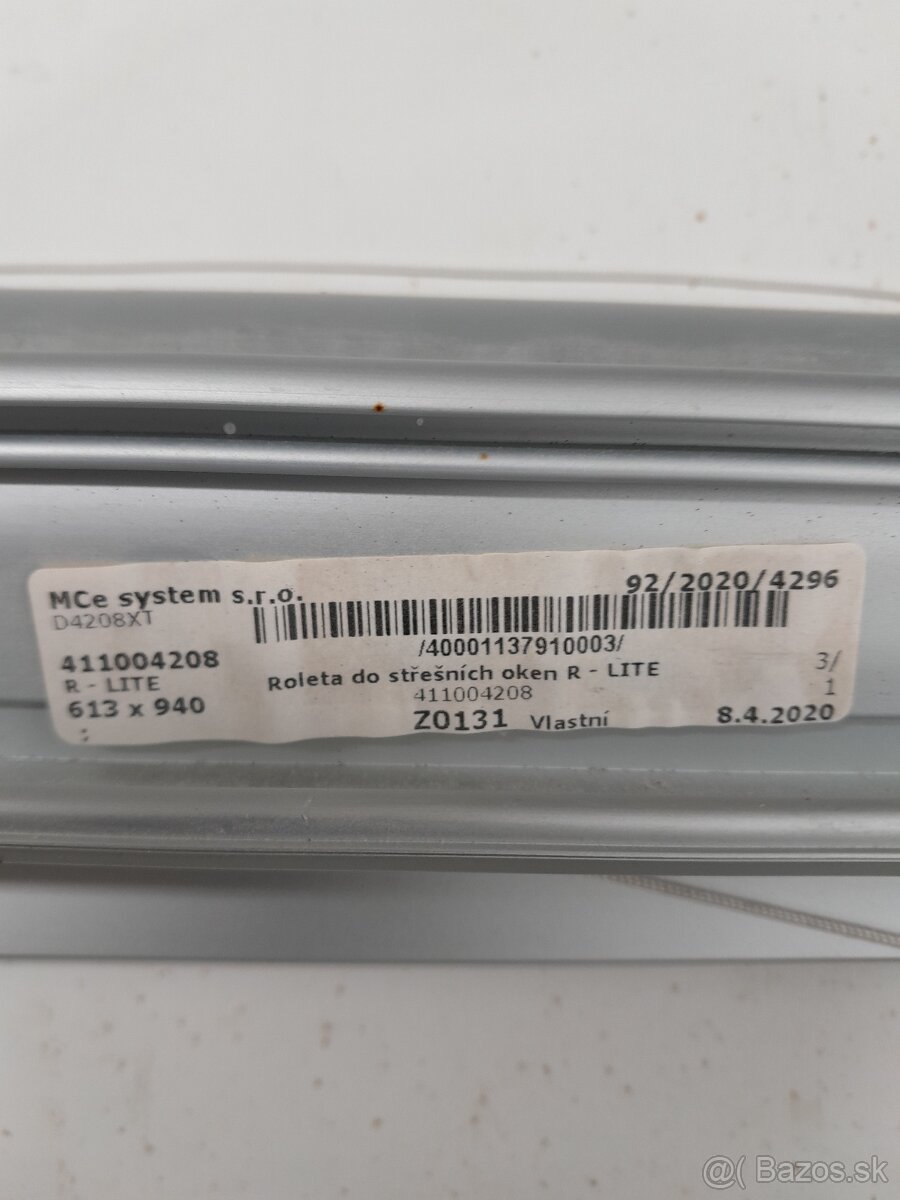 MCe system s.r.o.
92/2020/4296
D4208XT
/40001137910003/
411004208
Roleta do střešních oken R - LITE
3/
R - LITE
411004208
1
613 x 940
Z0131 Vlastní
8.4.2020
:
@( Bazos.sk